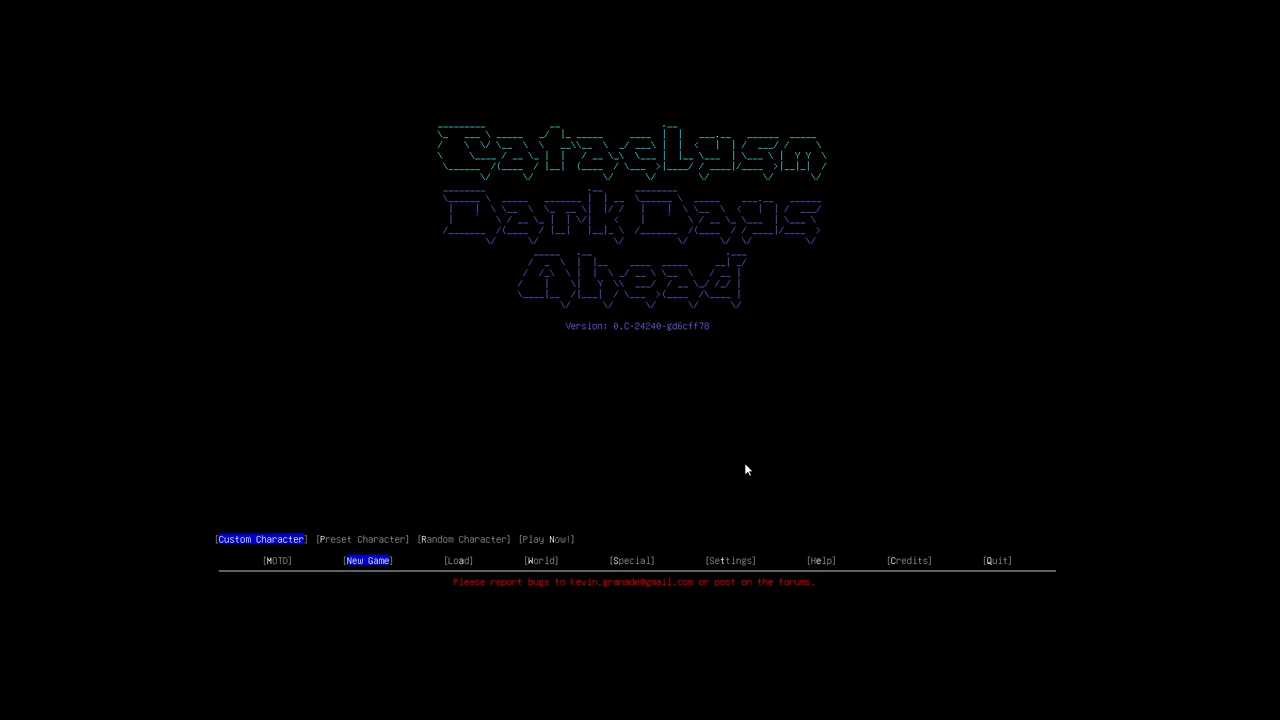 Cataclysm
Dark Days
Ahead
Version: 0.C-24240-gd6cff78
[Custom Character] [Preset Character] [Random Character] [Play Now!]
[MOTD] [New Game] [Load] [World] [Special] [Settings] [Help] [Credits] [Quit]
Please report bugs to kevin.granade@gmail.com or post on the forums.